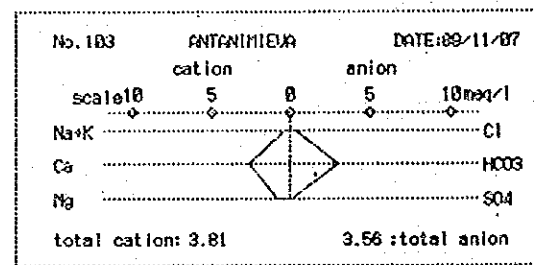 No.103 ANTANIMIEVA DATE:89/11/07
cation anion
scale10 5 0 5 10meq/l
Na+K Cl
Ca HCO3
Mg SO4
total cation: 3.81 3.56 :total anion